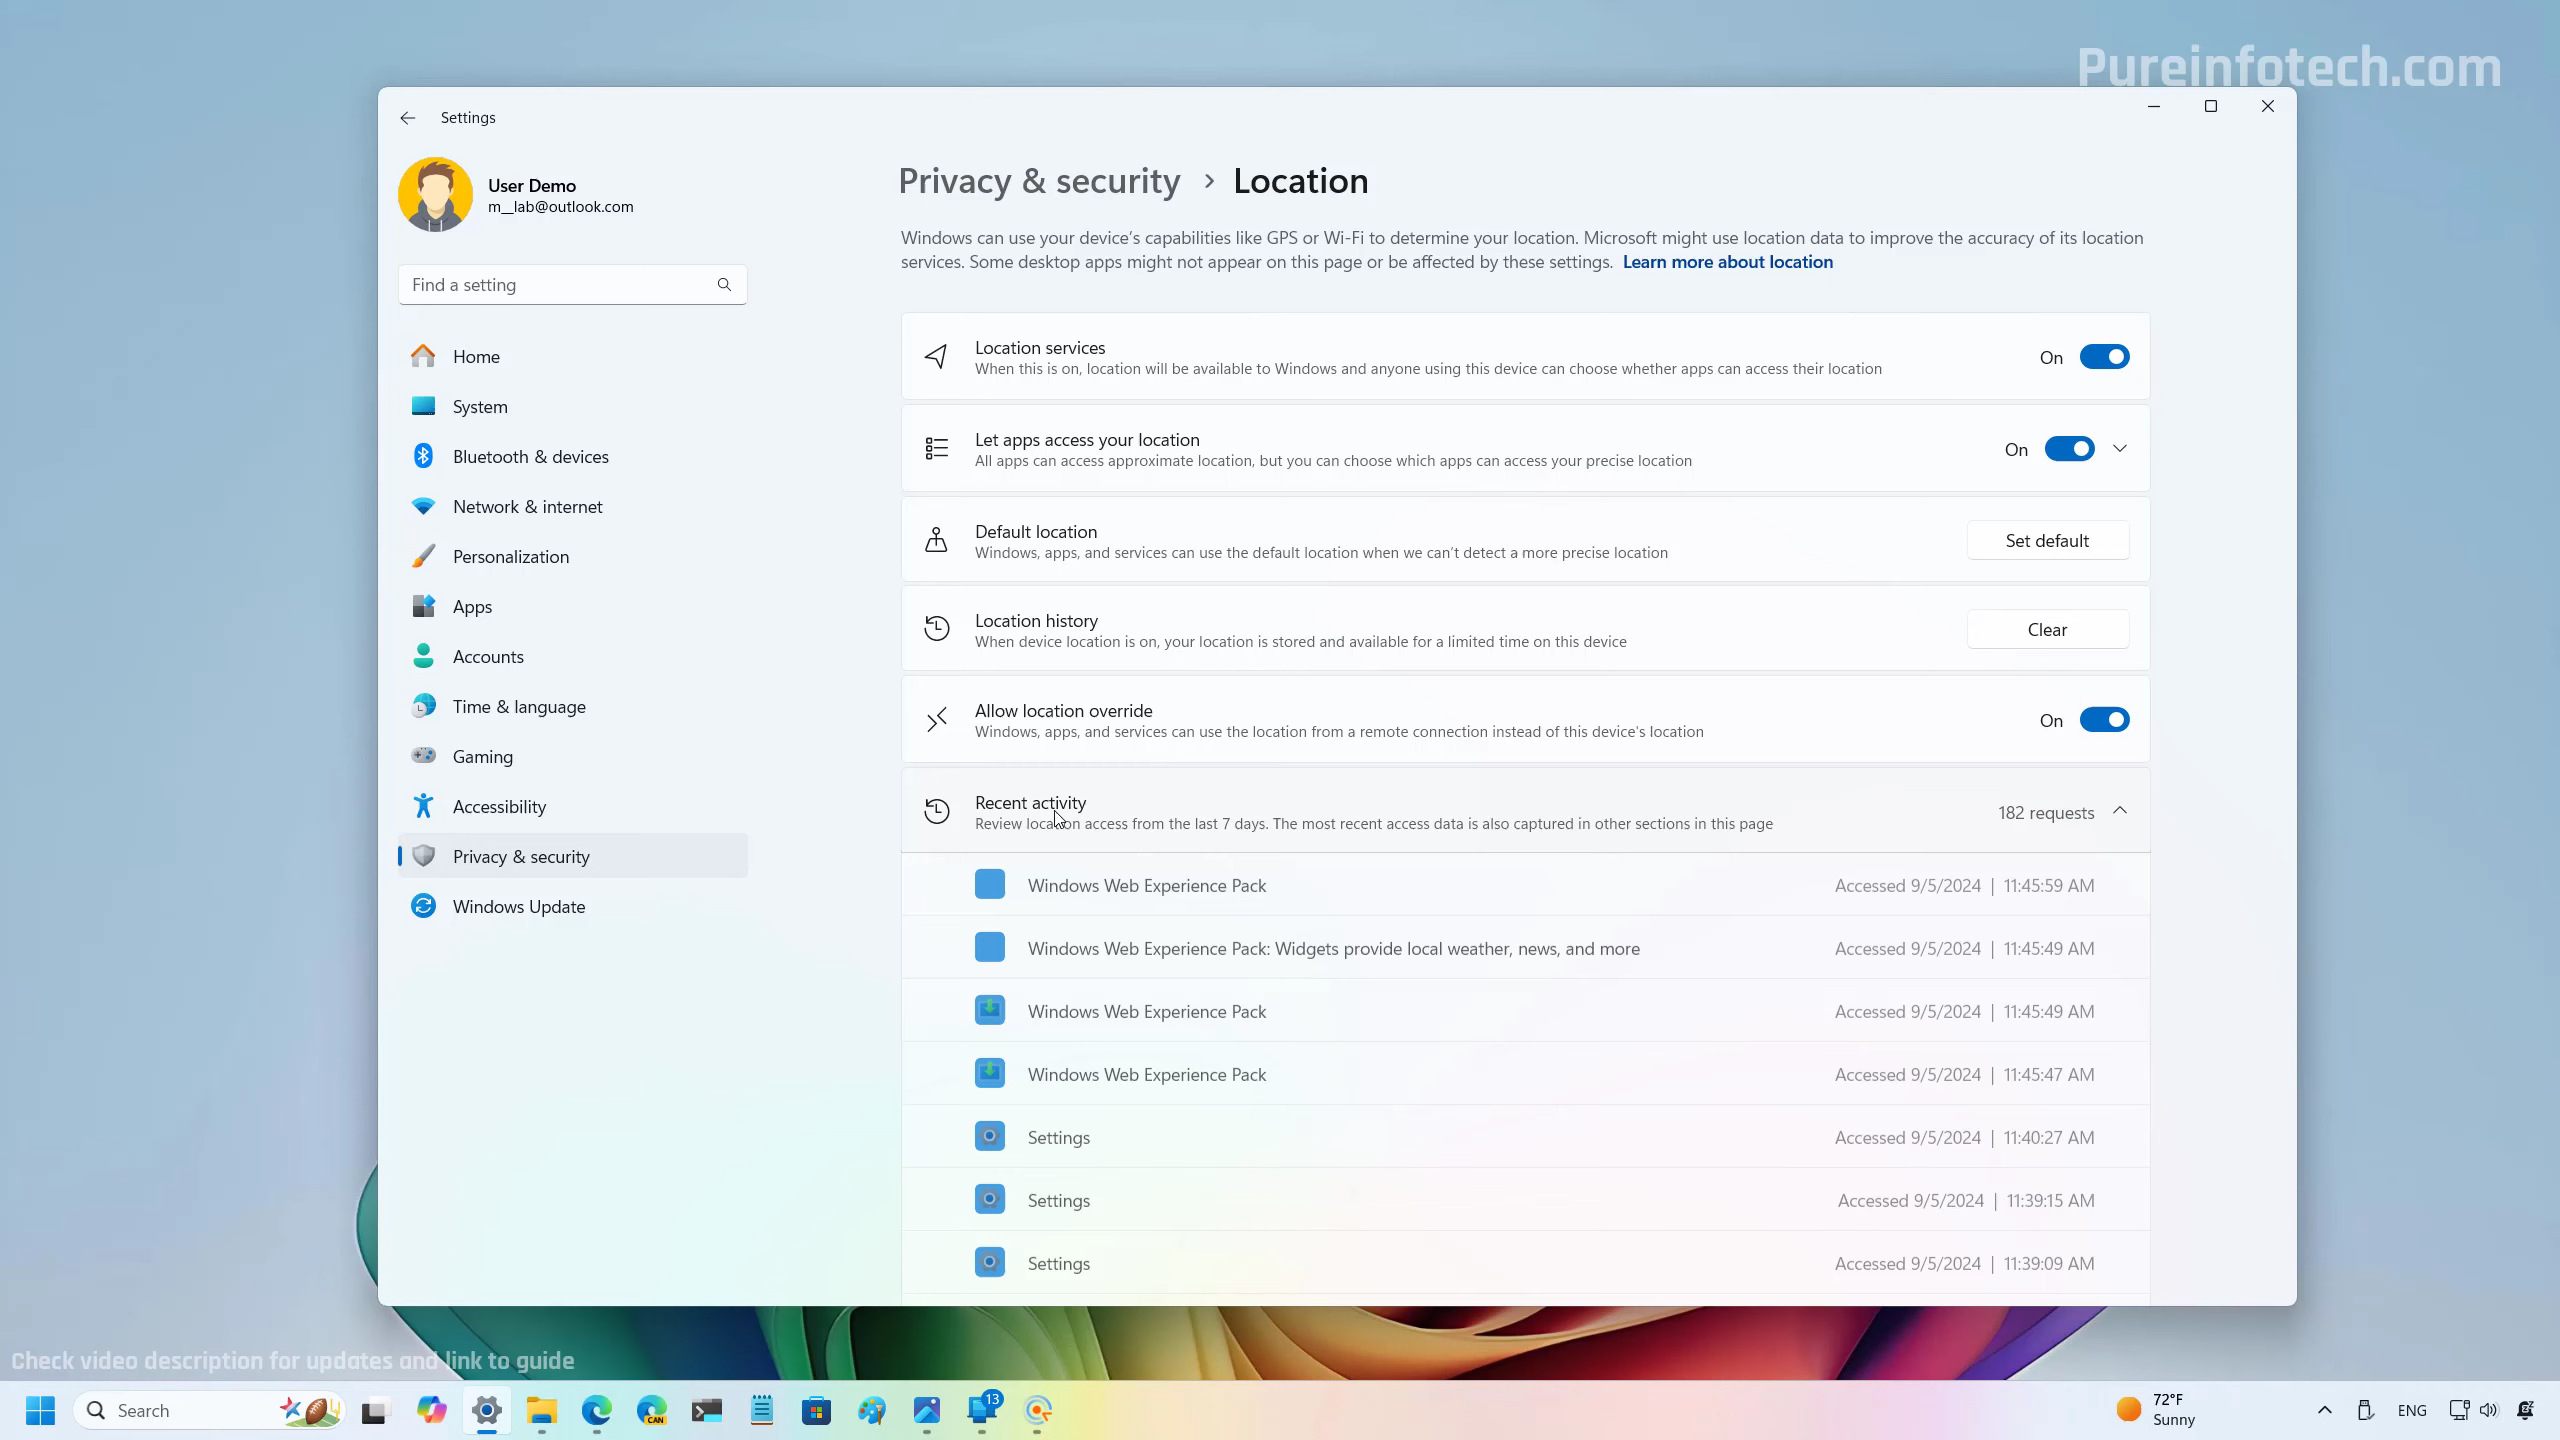 Pureinfotech.com
Settings
User Demo
m__lab@outlook.com
Find a setting
Home
System
Bluetooth & devices
Network & internet
Personalization
Apps
Accounts
Time & language
Gaming
Accessibility
Privacy & security
Windows Update
Privacy & security > Location
Windows can use your device's capabilities like GPS or Wi-Fi to determine your location. Microsoft might use location data to improve the accuracy of its location
services. Some desktop apps might not appear on this page or be affected by these settings. Learn more about location
Location services
When this is on, location will be available to Windows and anyone using this device can choose whether apps can access their location
On
Let apps access your location
All apps can access approximate location, but you can choose which apps can access your precise location
On
Default location
Windows, apps, and services can use the default location when we can't detect a more precise location
Set default
Location history
When device location is on, your location is stored and available for a limited time on this device
Clear
Allow location override
Windows, apps, and services can use the location from a remote connection instead of this device's location
On
Recent activity
Review location access from the last 7 days. The most recent access data is also captured in other sections in this page
182 requests
Windows Web Experience Pack Accessed 9/5/2024 | 11:45:59 AM
Windows Web Experience Pack: Widgets provide local weather, news, and more Accessed 9/5/2024 | 11:45:49 AM
Windows Web Experience Pack Accessed 9/5/2024 | 11:45:49 AM
Windows Web Experience Pack Accessed 9/5/2024 | 11:45:47 AM
Settings Accessed 9/5/2024 | 11:40:27 AM
Settings Accessed 9/5/2024 | 11:39:15 AM
Settings Accessed 9/5/2024 | 11:39:09 AM
Check video description for updates and link to guide
Search
CAN
13
72°F
Sunny
ENG